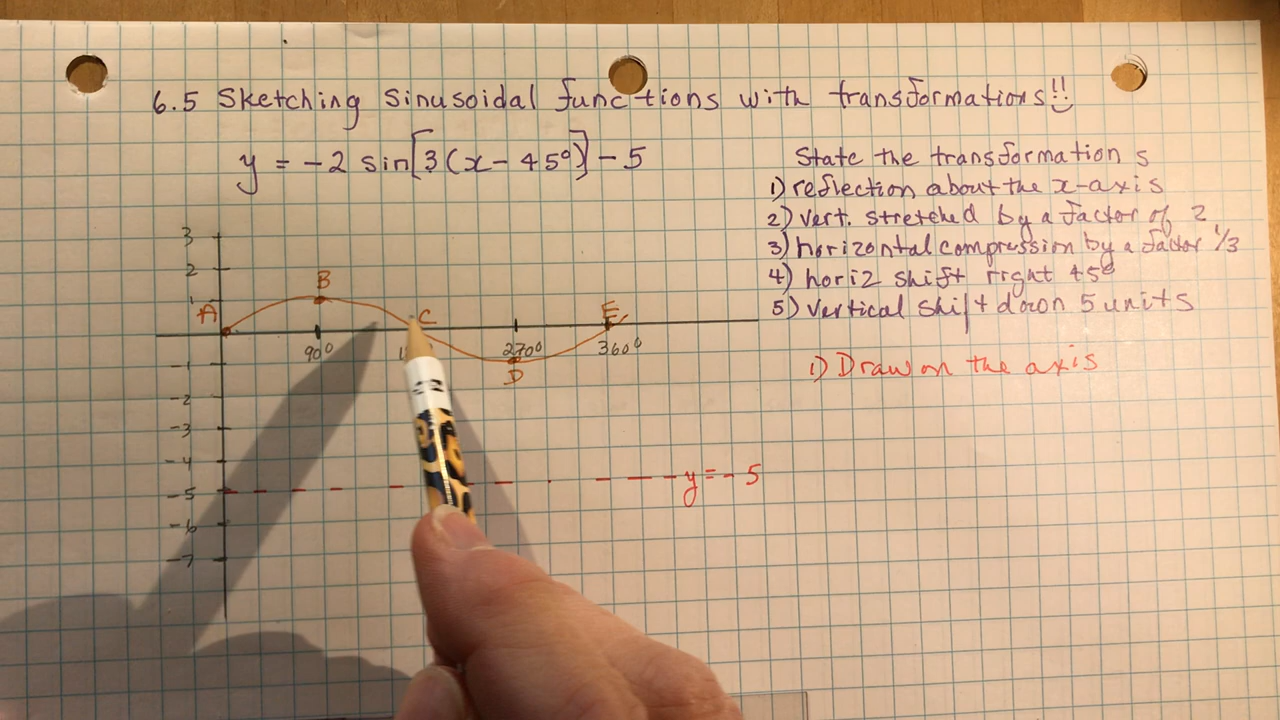 6.5 Sketching Sinusoidal functions with transformations!!
y = -2 sin[3(x - 45°)] - 5
State the transformations
1) reflection about the x-axis
2) vert. stretched by a factor of 2
3) horizontal compression by a factor 1/3
4) horiz shift right 45°
5) vertical shift down 5 units
1) Draw on the axis
3
2
1
A
B
C
D
E
90°
270°
360°
-1
-2
-3
-4
-5
-6
-7
y = -5